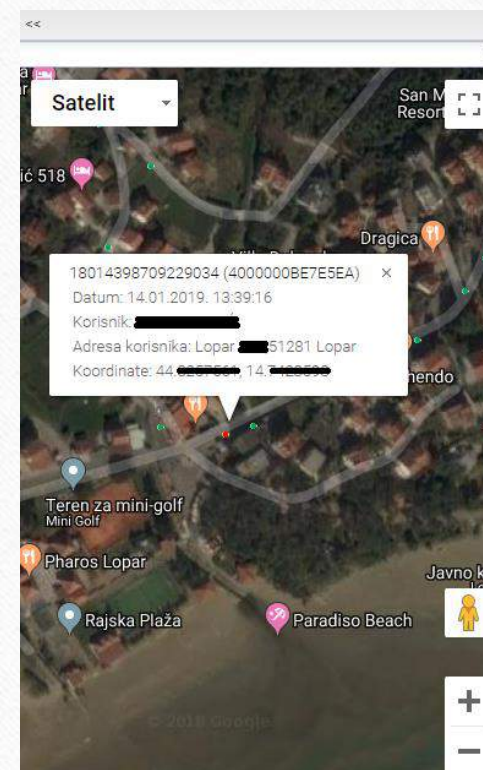 <<
Satelit
San M
Resort
ić 518
Dragica
18014398709229034 (4000000BE7E5EA) ×
Datum: 14.01.2019. 13:39:16
Korisnik:
Adresa korisnika: Lopar 51281 Lopar
Koordinate: 44. 14.
nendo
Teren za mini-golf
Mini Golf
Pharos Lopar
Javno k
Rajska Plaža
Paradiso Beach
© 2018 Google
+
−